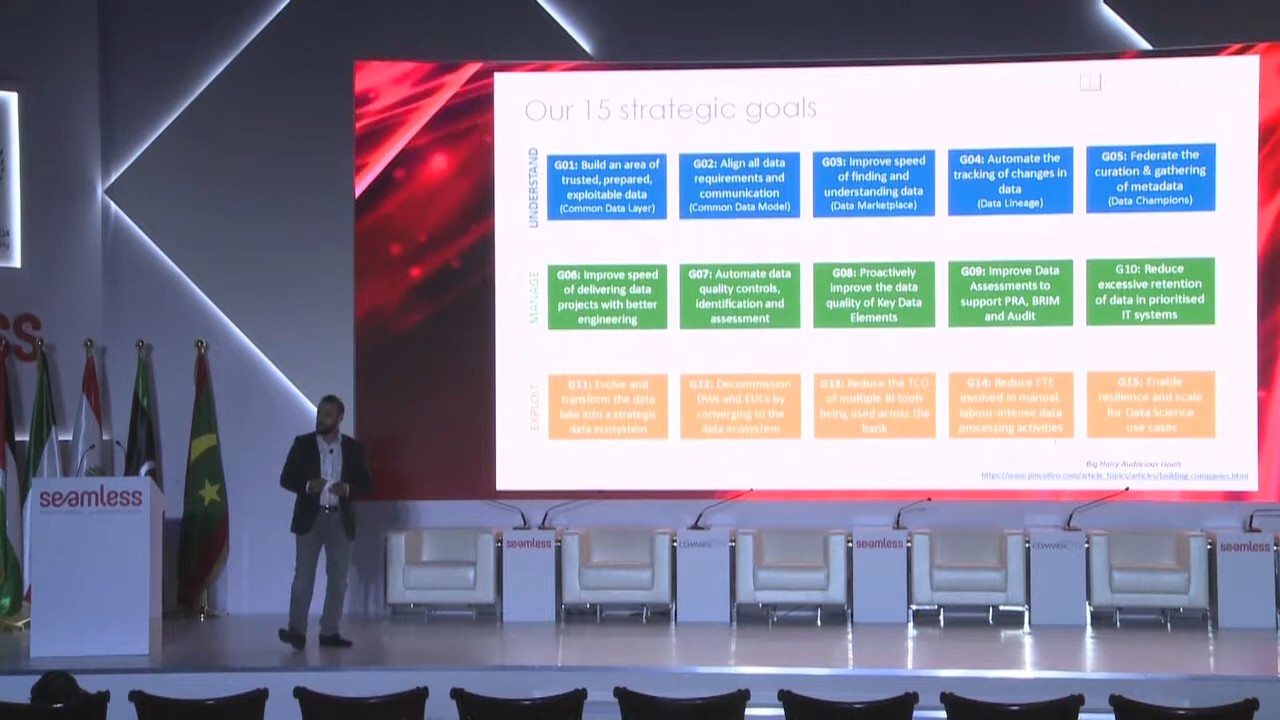 Our 15 strategic goals
UNDERSTAND
G01: Build an area of
trusted, prepared,
exploitable data
(Common Data Layer)
G02: Align all data
requirements and
communication
(Common Data Model)
G03: Improve speed
of finding and
understanding data
(Data Marketplace)
G04: Automate the
tracking of changes in
data
(Data Lineage)
G05: Federate the
curation & gathering
of metadata
(Data Champions)
MANAGE
G06: Improve speed
of delivering data
projects with better
engineering
G07: Automate data
quality controls,
identification and
assessment
G08: Proactively
improve the data
quality of Key Data
Elements
G09: Improve Data
Assessments to
support PRA, BRIM
and Audit
G10: Reduce
excessive retention
of data in prioritised
IT systems
EXPLOIT
G11: Evolve and
transform the data
lake into a strategic
data ecosystem
G12: Decommission
DWs and EUCs by
converging to the
data ecosystem
G13: Reduce the TCO
of multiple BI tools
being used across the
bank
G14: Reduce FTE
involved in manual,
labour-intense data
processing activities
G15: Enable
resilience and scale
for Data Science
use cases
Big Hairy Audacious Goals
https://www.jimcollins.com/article_topics/articles/building-companies.html
seamless
seamless
seamless
seamless